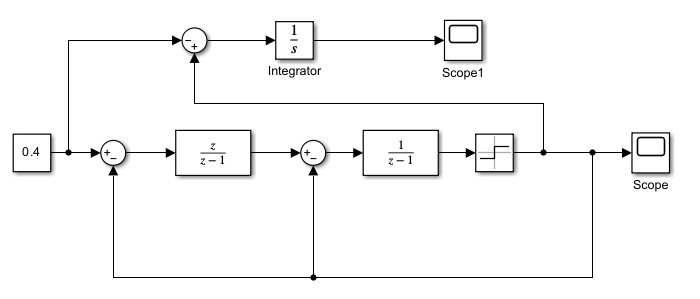 − +
1
s
Integrator
Scope1
0.4
+ −
z
z − 1
+ −
1
z − 1
Scope